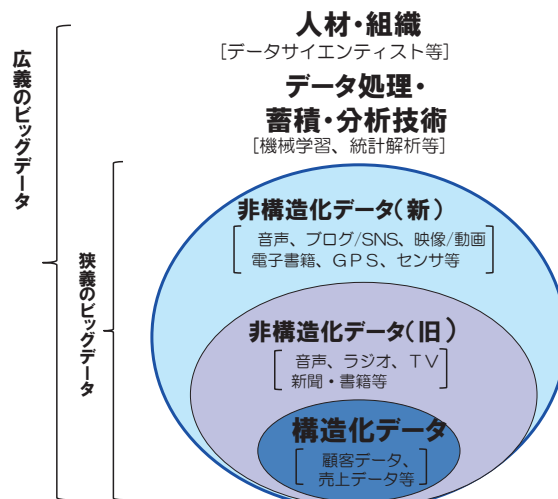 人材・組織
[データサイエンティスト等]
データ処理・
蓄積・分析技術
[機械学習、統計解析等]
広義のビッグデータ
狭義のビッグデータ
非構造化データ(新)
音声、ブログ/SNS、映像/動画
電子書籍、GPS、センサ等
非構造化データ(旧)
音声、ラジオ、TV
新聞・書籍等
構造化データ
顧客データ、
売上データ等